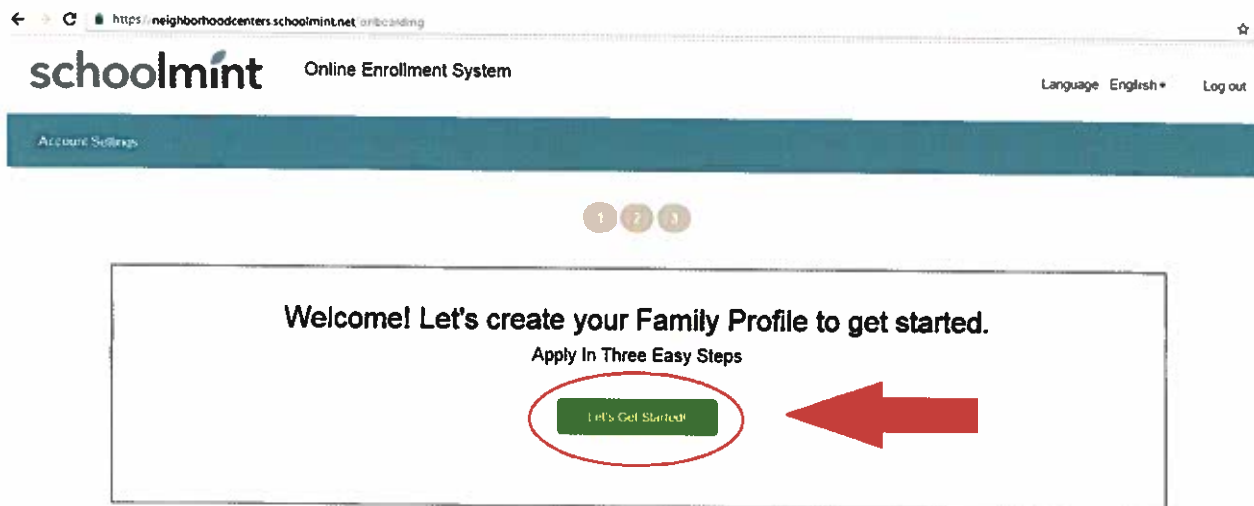 https://neighborhoodcenters.schoolmint.net/onboarding
schoolmint Online Enrollment System
Language English Log out
Account Settings
1 2 3
Welcome! Let's create your Family Profile to get started.
Apply In Three Easy Steps
Let's Get Started!